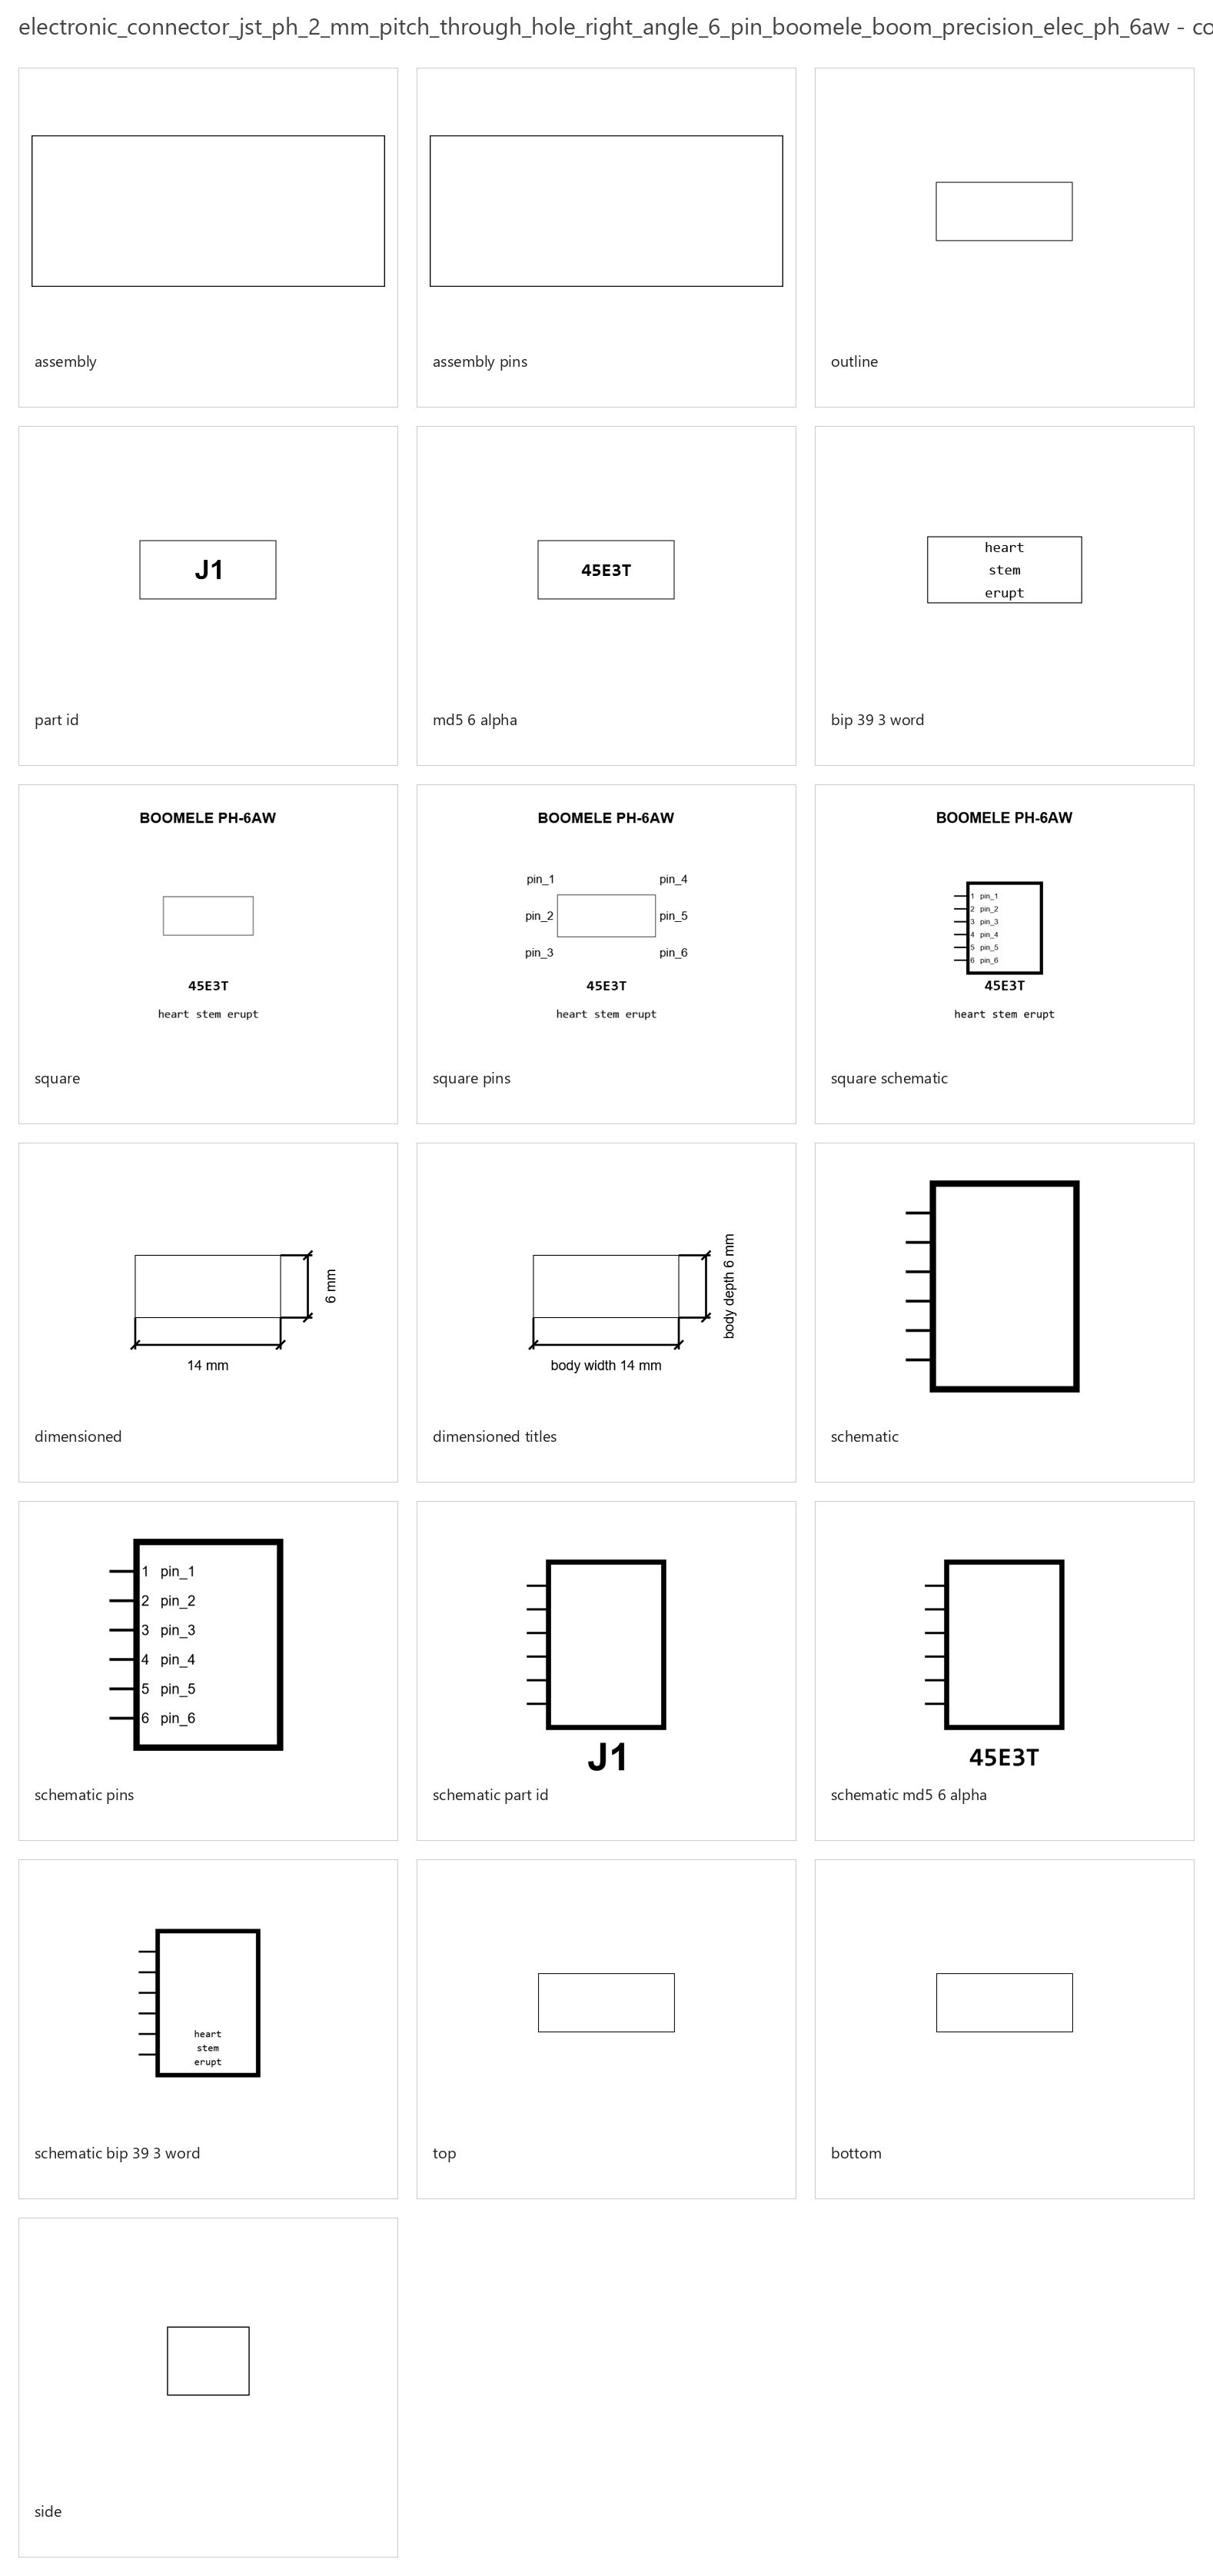 electronic_connector_jst_ph_2_mm_pitch_through_hole_right_angle_6_pin_boomele_boom_precision_elec_ph_6aw - co
assembly
assembly pins
outline
J1
part id
45E3T
md5 6 alpha
heart
stem
erupt
bip 39 3 word
BOOMELE PH-6AW
45E3T
heart stem erupt
square
BOOMELE PH-6AW
pin_1
pin_4
pin_2
pin_5
pin_3
pin_6
45E3T
heart stem erupt
square pins
BOOMELE PH-6AW
1 pin_1
2 pin_2
3 pin_3
4 pin_4
5 pin_5
6 pin_6
45E3T
heart stem erupt
square schematic
6 mm
14 mm
dimensioned
body depth 6 mm
body width 14 mm
dimensioned titles
schematic
1 pin_1
2 pin_2
3 pin_3
4 pin_4
5 pin_5
6 pin_6
schematic pins
J1
schematic part id
45E3T
schematic md5 6 alpha
heart
stem
erupt
schematic bip 39 3 word
top
bottom
side